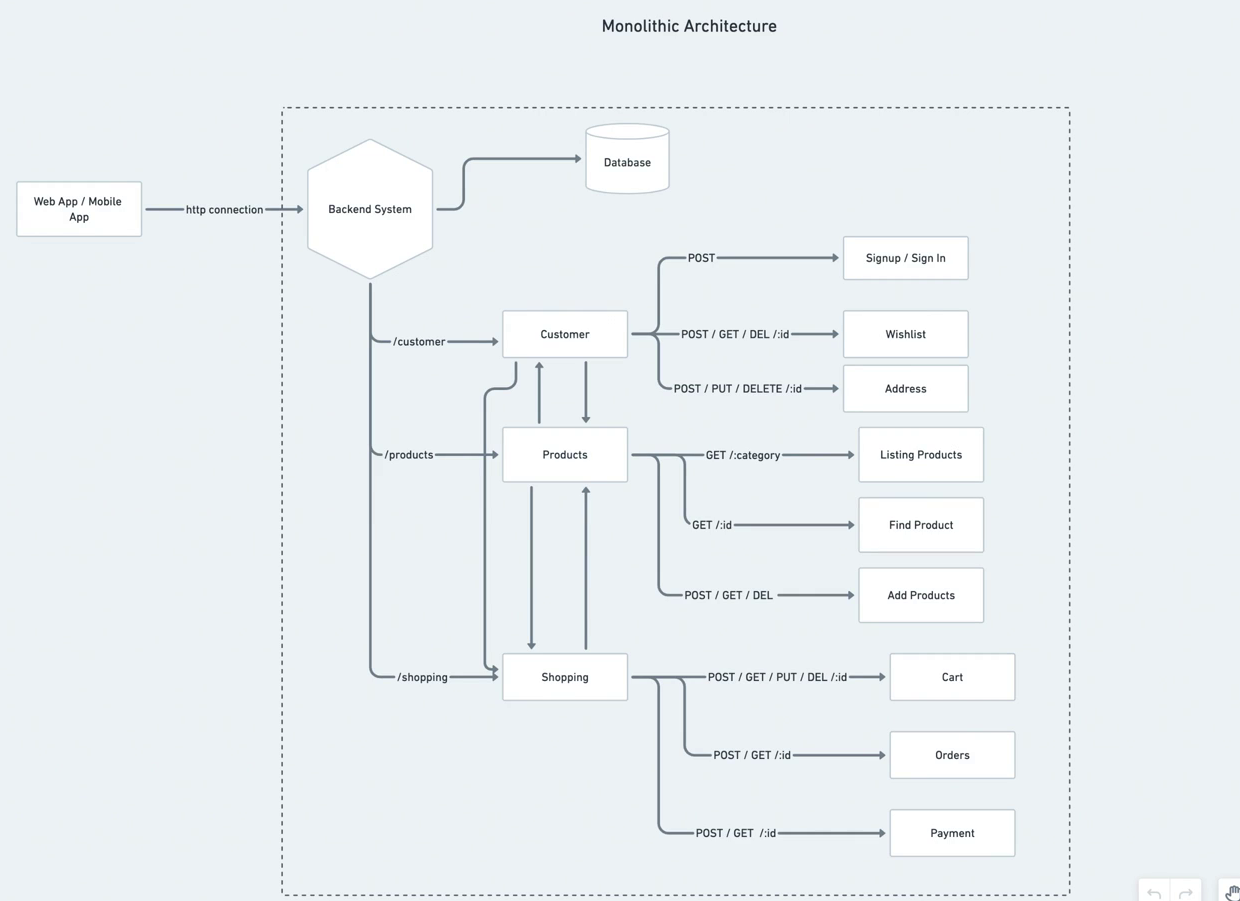 Monolithic Architecture
Database
Web App / Mobile
App
http connection
Backend System
POST
Signup / Sign In
/customer
Customer
POST / GET / DEL /:id
Wishlist
POST / PUT / DELETE /:id
Address
/products
Products
GET /:category
Listing Products
GET /:id
Find Product
POST / GET / DEL
Add Products
/shopping
Shopping
POST / GET / PUT / DEL /:id
Cart
POST / GET /:id
Orders
POST / GET /:id
Payment